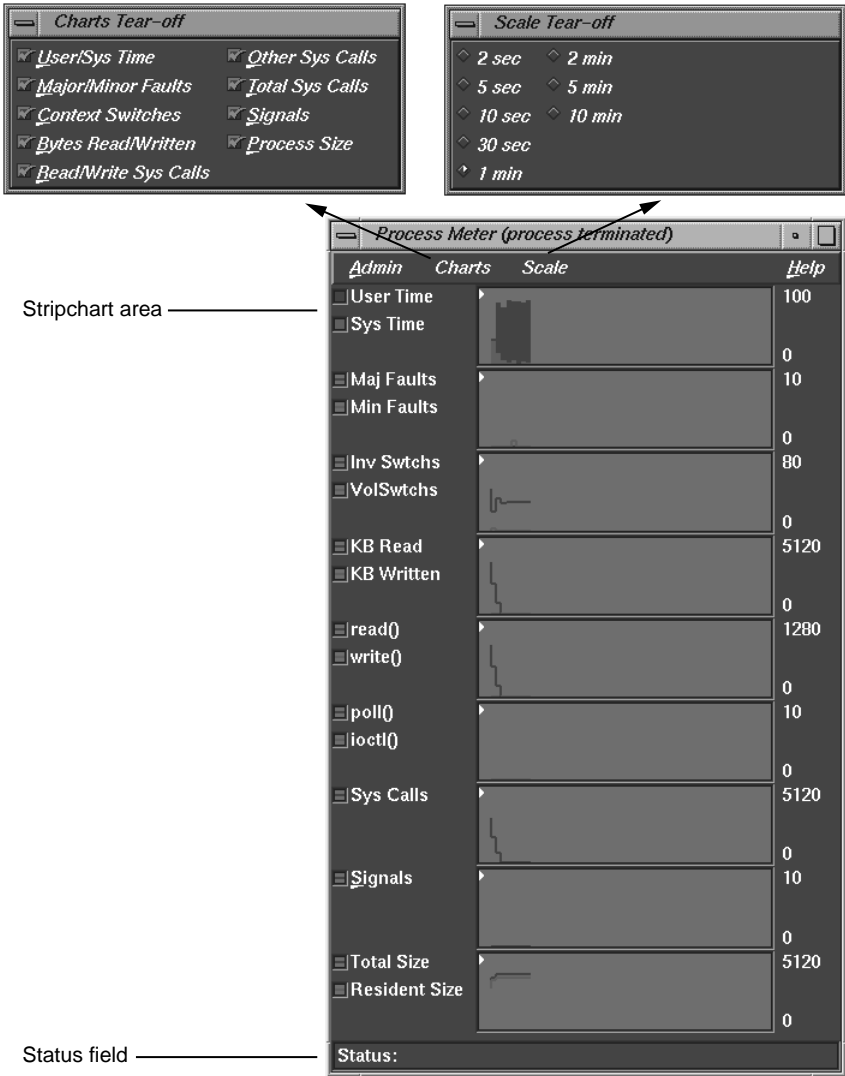 Charts Tear-off
User/Sys Time
Other Sys Calls
Major/Minor Faults
Total Sys Calls
Context Switches
Signals
Bytes Read/Written
Process Size
Read/Write Sys Calls
Scale Tear-off
2 sec
2 min
5 sec
5 min
10 sec
10 min
30 sec
1 min
Process Meter (process terminated)
Admin Charts Scale Help
Stripchart area
User Time
100
Sys Time
0
Maj Faults
10
Min Faults
0
Inv Swtchs
80
VolSwtchs
0
KB Read
5120
KB Written
0
read()
1280
write()
0
poll()
10
ioctl()
0
Sys Calls
5120
0
Signals
10
0
Total Size
5120
Resident Size
0
Status field
Status: